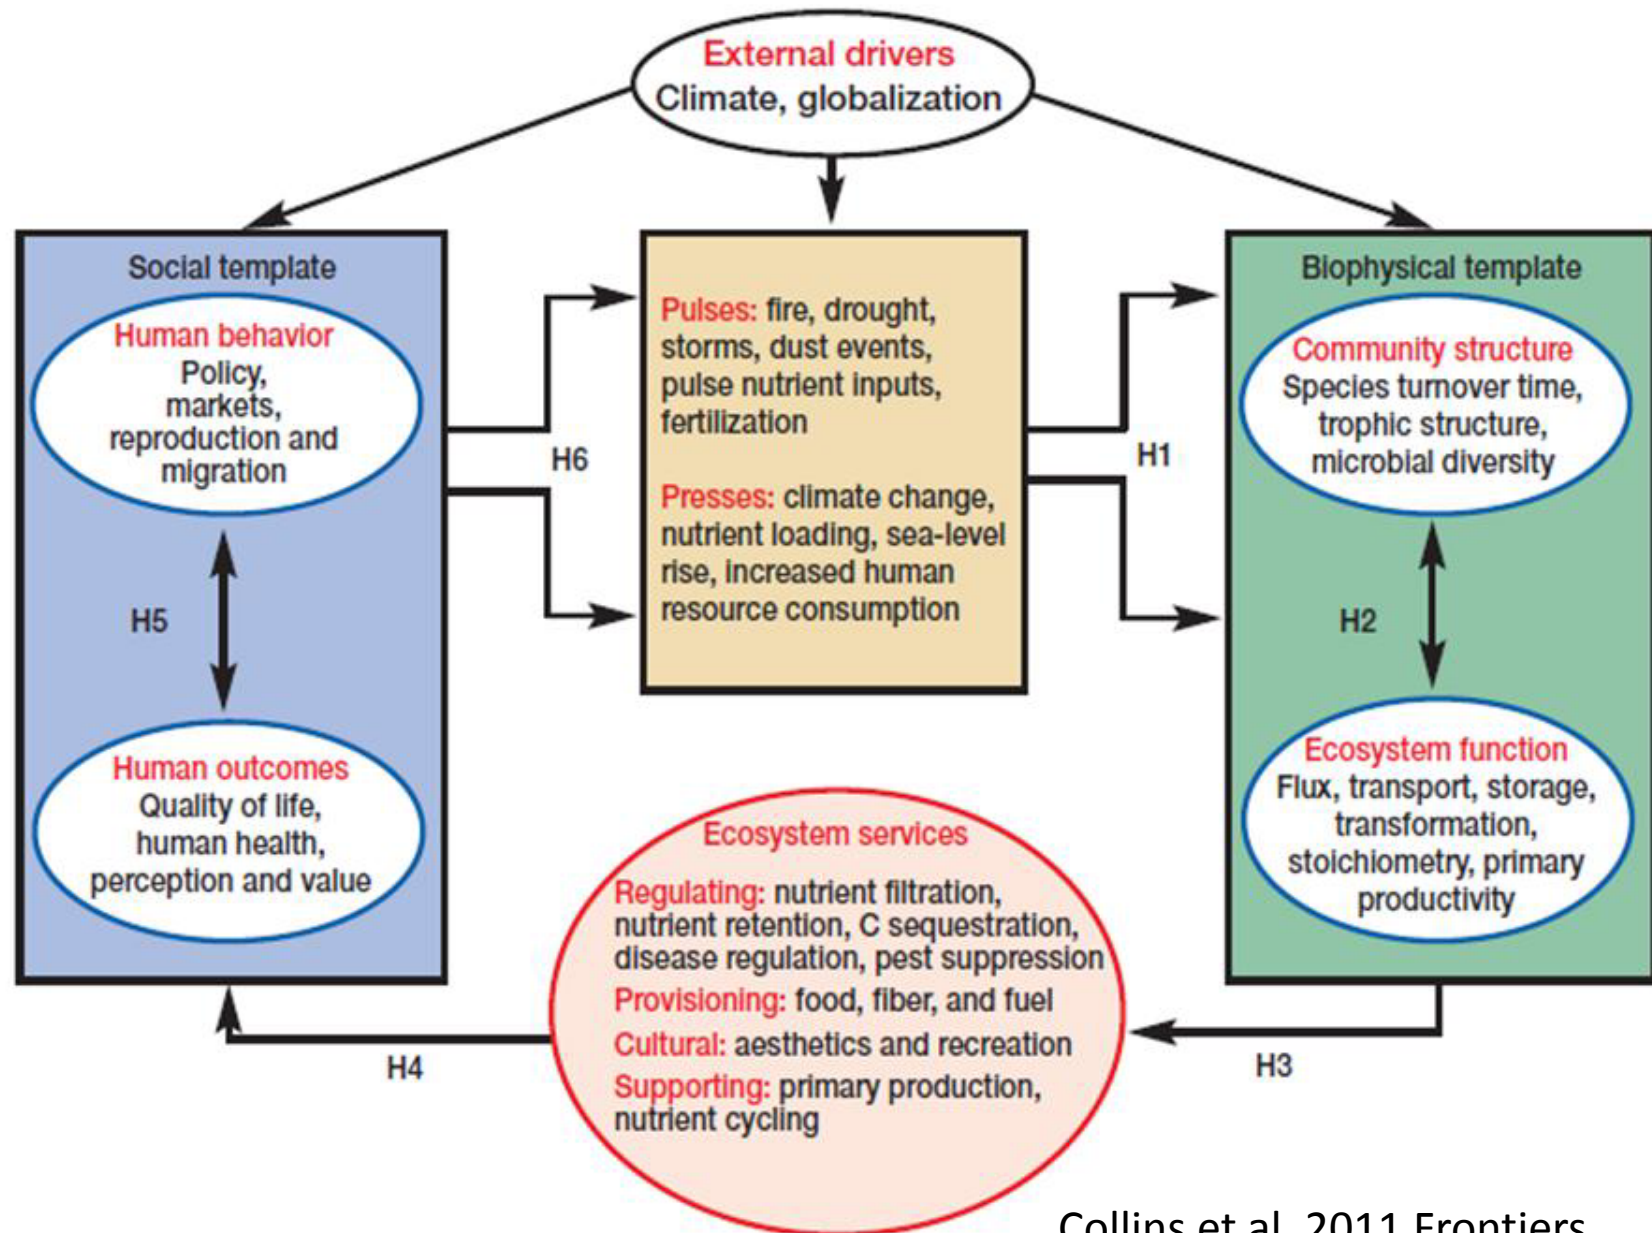 External drivers
Climate, globalization
Social template
Human behavior
Policy,
markets,
reproduction and
migration
H5
Human outcomes
Quality of life,
human health,
perception and value
H6
Pulses: fire, drought,
storms, dust events,
pulse nutrient inputs,
fertilization
Presses: climate change,
nutrient loading, sea-level
rise, increased human
resource consumption
H1
Biophysical template
Community structure
Species turnover time,
trophic structure,
microbial diversity
H2
Ecosystem function
Flux, transport, storage,
transformation,
stoichiometry, primary
productivity
Ecosystem services
Regulating: nutrient filtration,
nutrient retention, C sequestration,
disease regulation, pest suppression
Provisioning: food, fiber, and fuel
Cultural: aesthetics and recreation
Supporting: primary production,
nutrient cycling
H4
H3
Collins et al. 2011 Frontiers